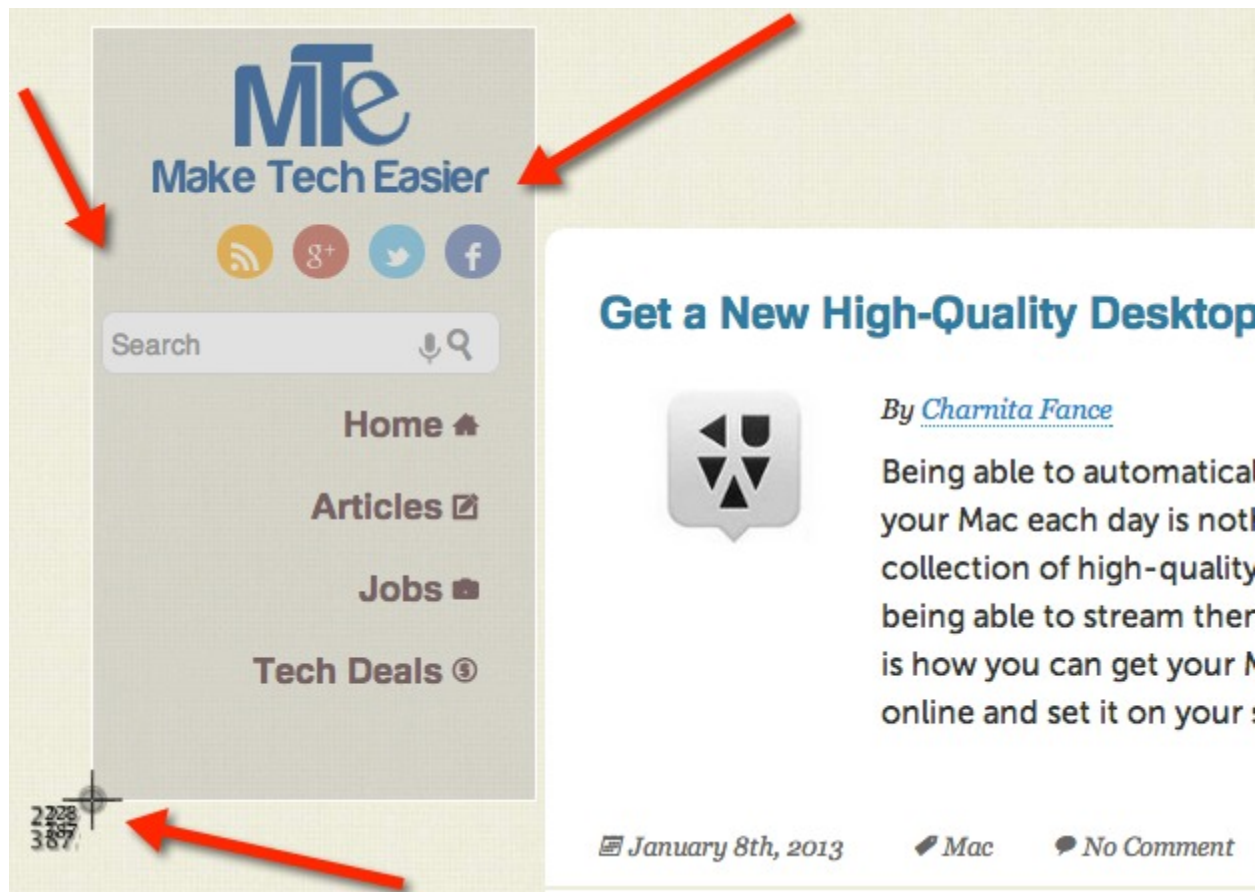 MTe
Make Tech Easier
g+
f
Search
Home
Articles
Jobs
Tech Deals
Get a New High-Quality Desktop
By Charnita Fance
Being able to automatical
your Mac each day is noth
collection of high-quality
being able to stream ther
is how you can get your M
online and set it on your s
January 8th, 2013 Mac No Comment